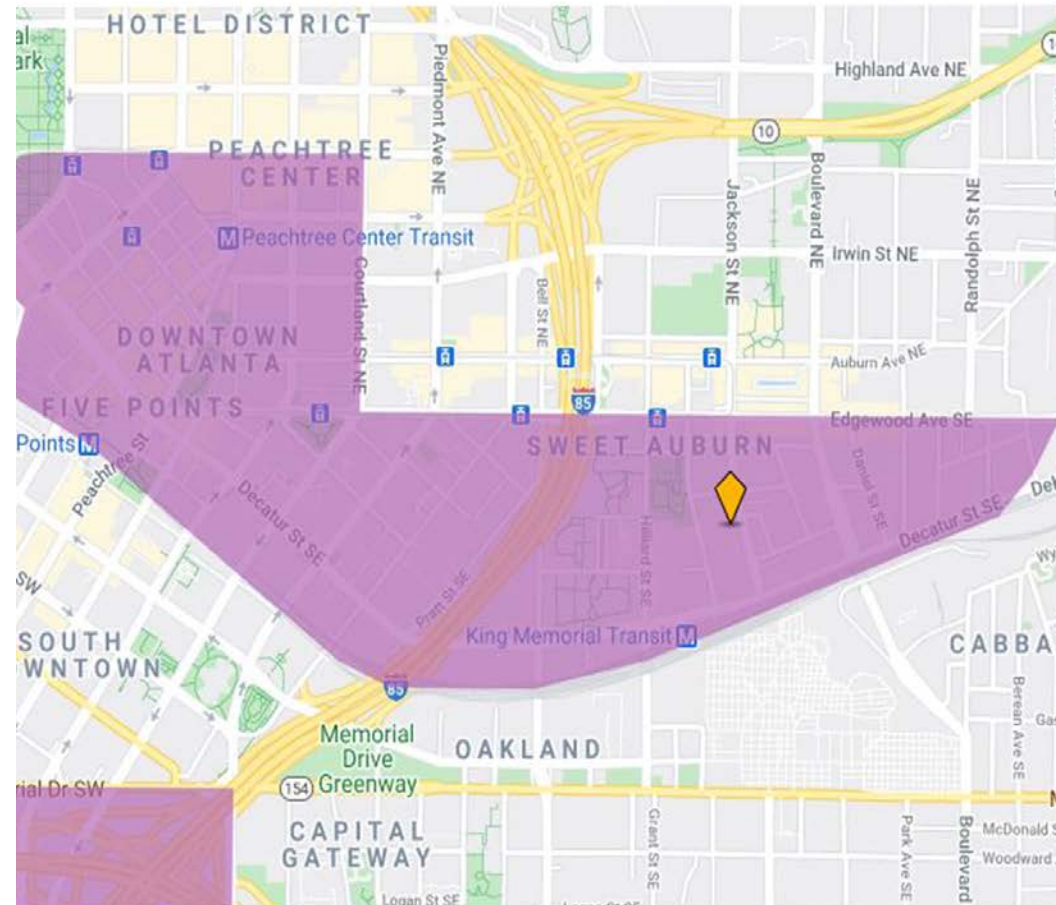 HOTEL DISTRICT
al
ark
Piedmont Ave NE
Highland Ave NE
10
PEACHTREE
CENTER
Boulevard NE
Jackson St NE
Randolph St NE
Peachtree Center Transit
Irwin St NE
Courtland St NE
Bell St NE
DOWNTOWN
ATLANTA
Auburn Ave NE
85
FIVE POINTS
Edgewood Ave SE
Points
SWEET AUBURN
Peachtree St
Decatur St SE
Daniel St SE
Hilliard St SE
Decatur St SE
SW
Pratt St SE
King Memorial Transit
SOUTH
WNTOWN
CABBA
85
Berean Ave SE
Memorial
Drive
Greenway
OAKLAND
154
rial Dr SW
CAPITAL
GATEWAY
Grant St SE
Park Ave SE
Boulevard
McDonald S
Woodward
Logan St SE